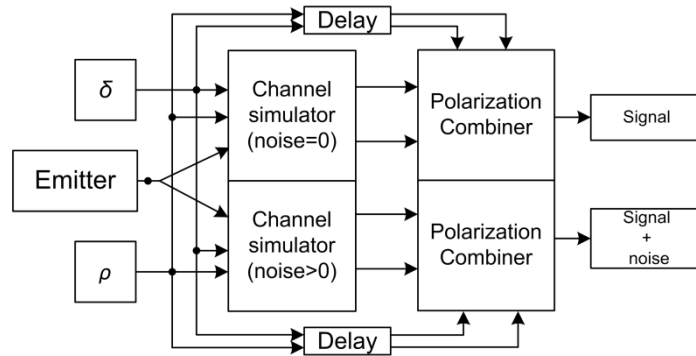 Delay
δ
Channel
simulator
(noise=0)
Polarization
Combiner
Signal
Emitter
Channel
simulator
(noise>0)
Polarization
Combiner
Signal
+
noise
ρ
Delay